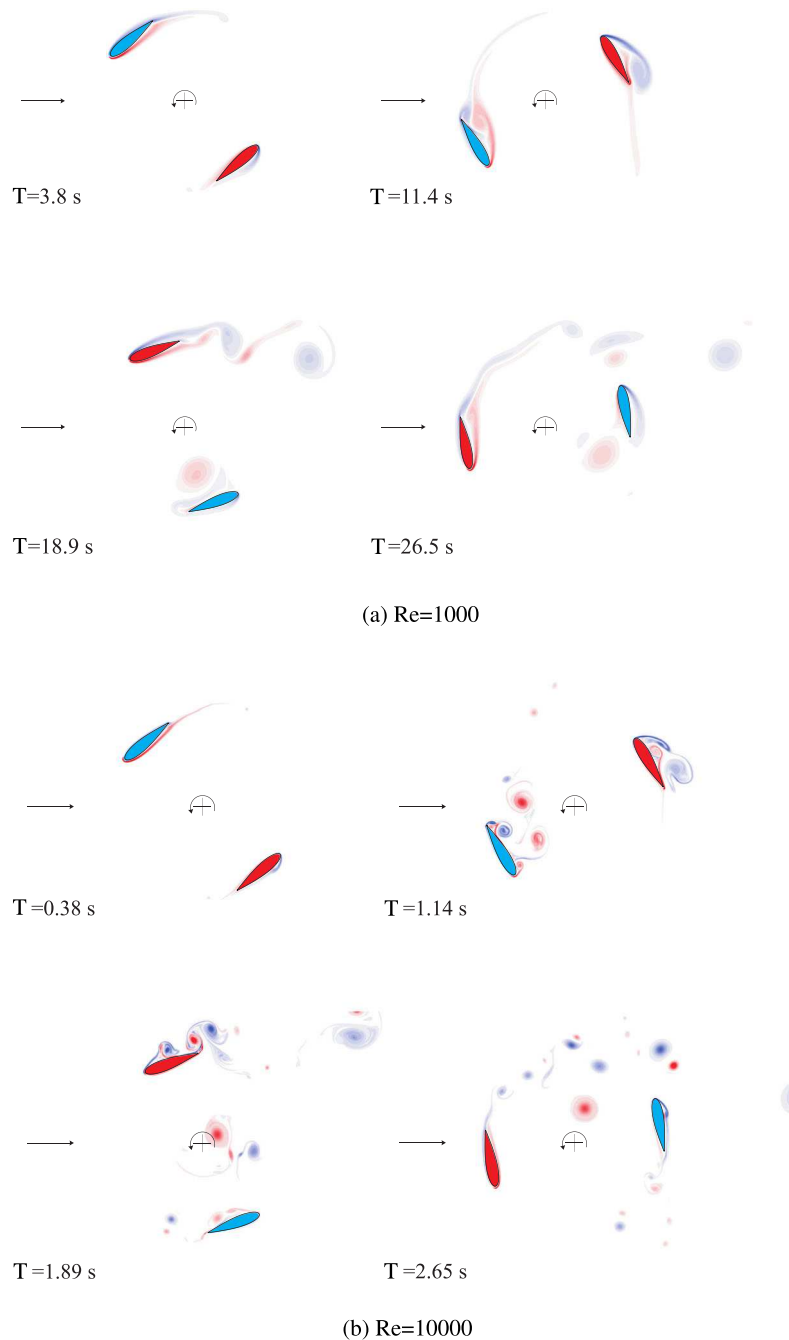 T=3.8 s
T=11.4 s
T=18.9 s
T=26.5 s
(a) Re=1000
T=0.38 s
T=1.14 s
T=1.89 s
T=2.65 s
(b) Re=10000